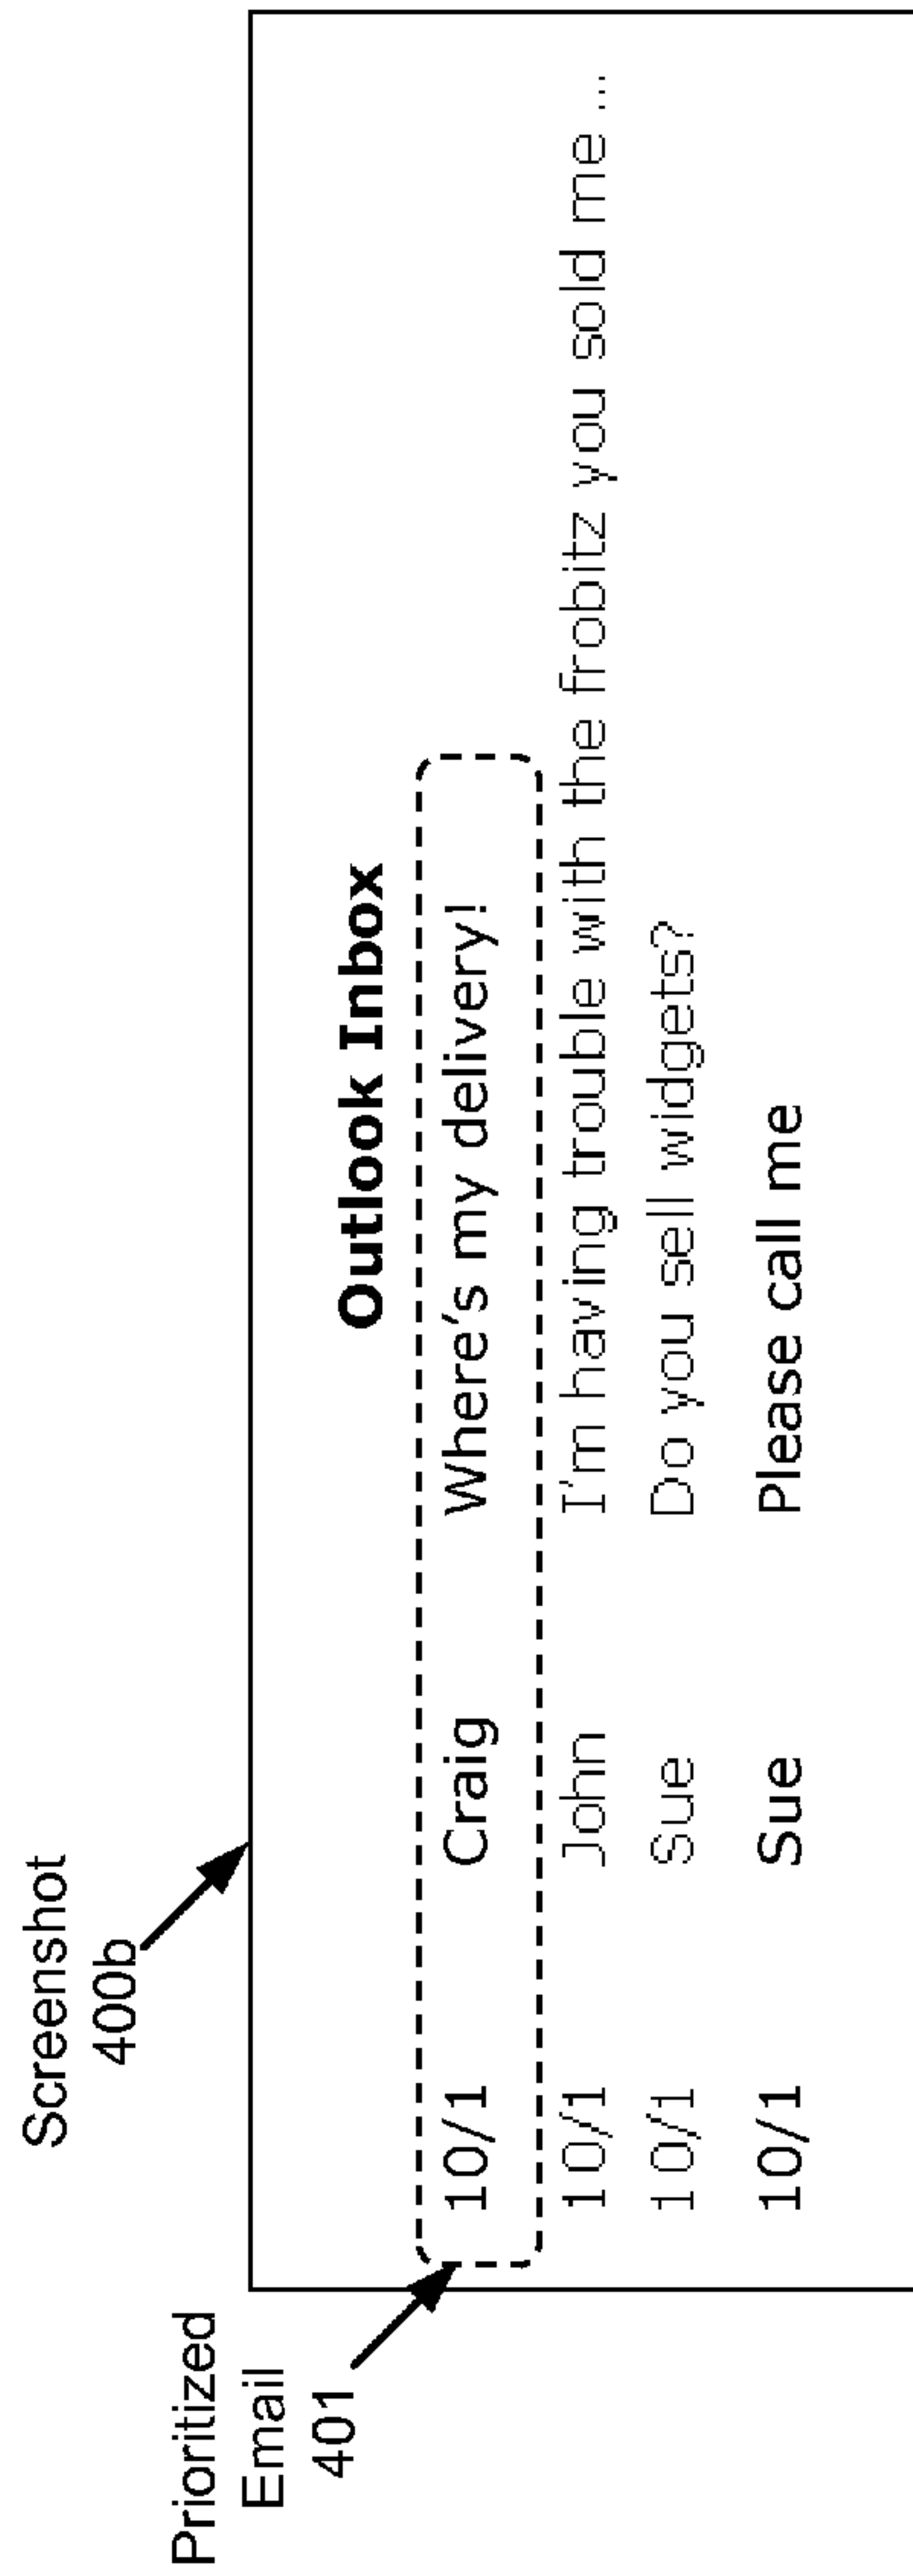 Screenshot
400b
Prioritized
Email
401
Outlook Inbox
10/1 Craig Where's my delivery!
10/1 John I'm having trouble with the frobitz you sold me ...
10/1 Sue Do you sell widgets?
10/1 Sue Please call me